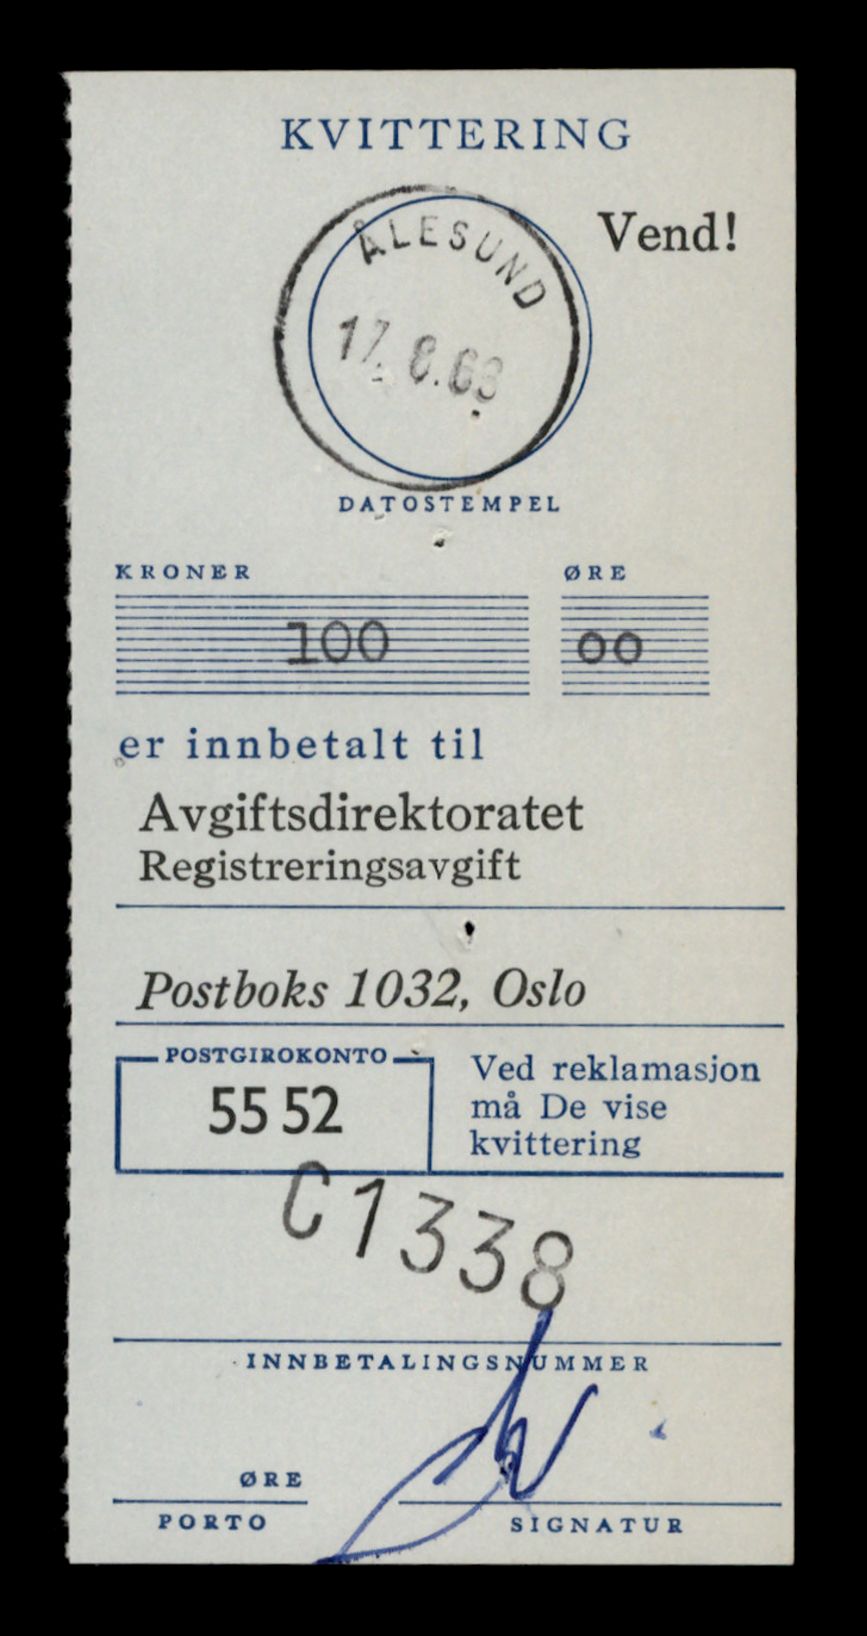 KVITTERING
Vend!
ÅLESUND
17. 8.63
DATOSTEMPEL
KRONER ØRE
100 00
er innbetalt til
Avgiftsdirektoratet
Registreringsavgift
Postboks 1032, Oslo
POSTGIROKONTO
55 52
Ved reklamasjon
må De vise
kvittering
C1338
INNBETALINGSNUMMER
ØRE
PORTO
SIGNATUR